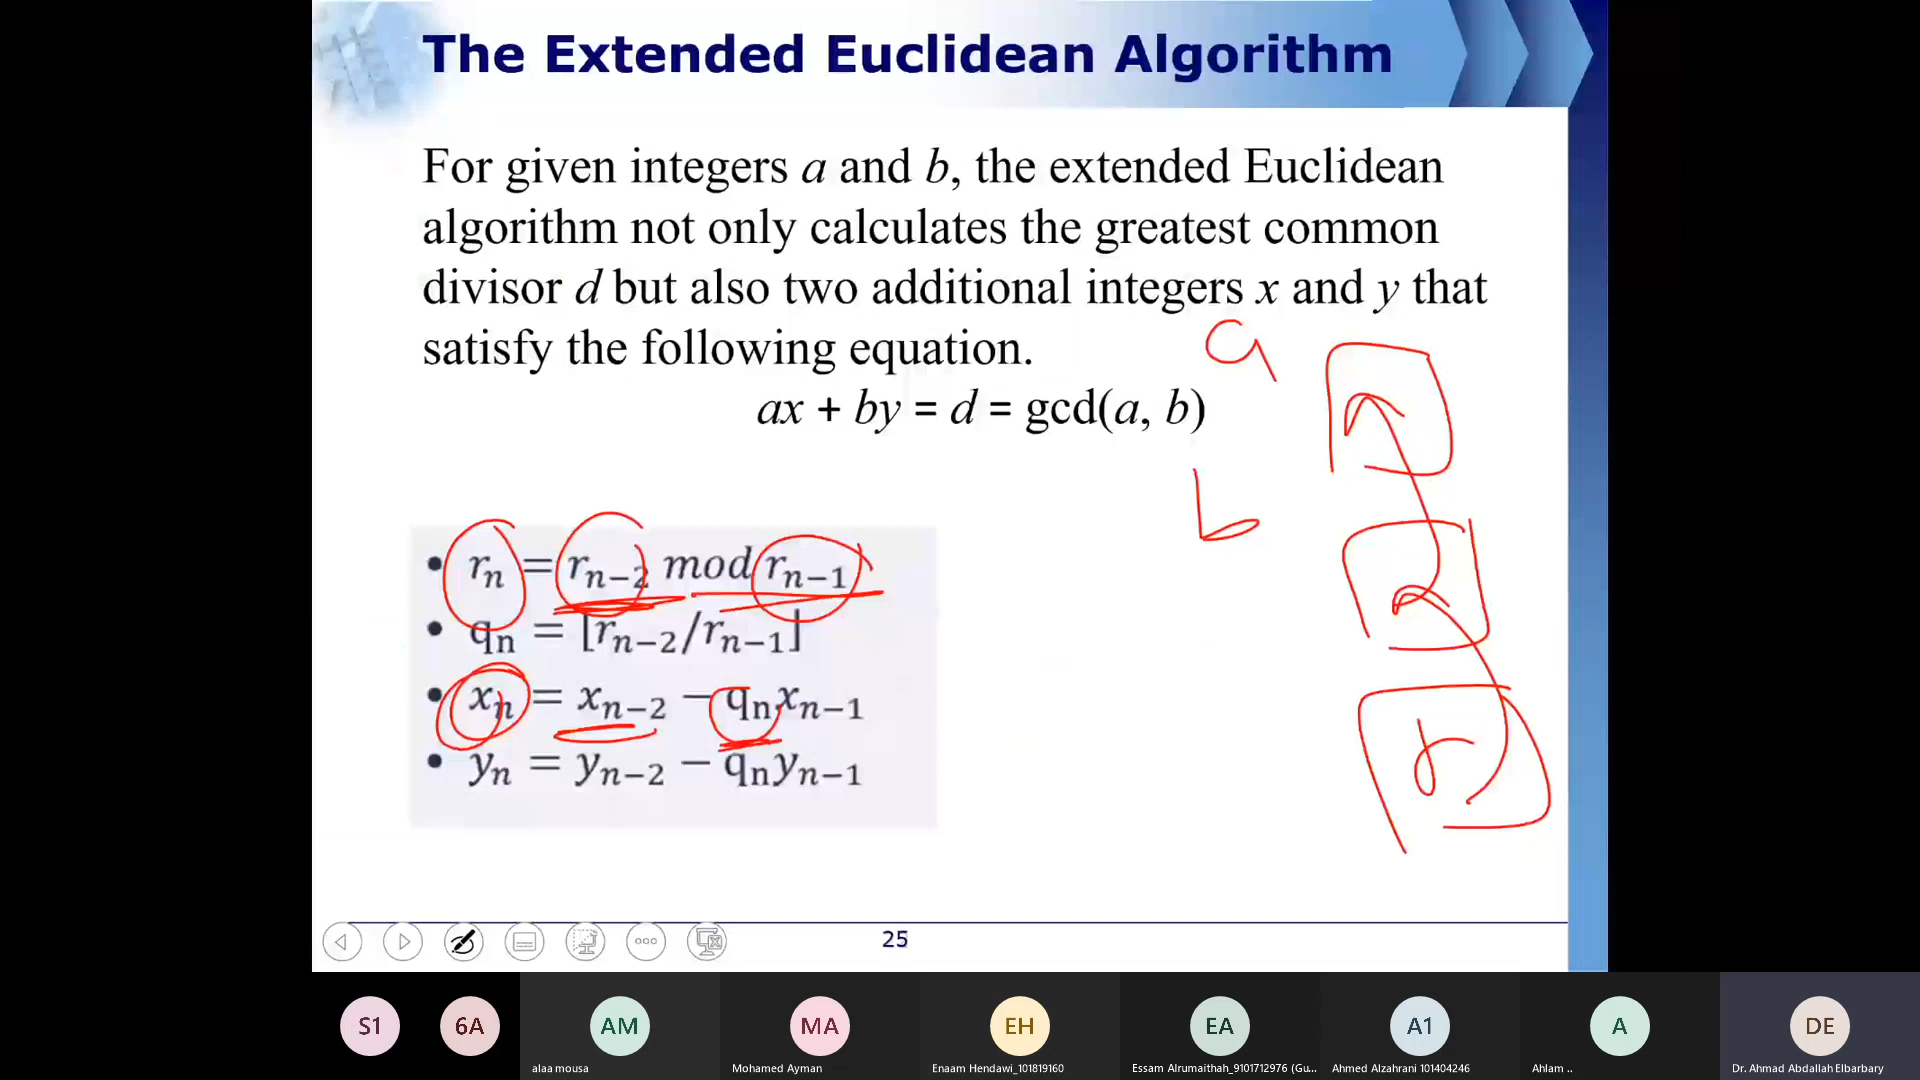 The Extended Euclidean Algorithm
For given integers a and b, the extended Euclidean
algorithm not only calculates the greatest common
divisor d but also two additional integers x and y that
satisfy the following equation.
a
ax + by = d = gcd(a, b)
b
• rₙ = rₙ₋₂ mod rₙ₋₁
• qₙ = ⌊rₙ₋₂/rₙ₋₁⌋
• xₙ = xₙ₋₂ − qₙxₙ₋₁
• yₙ = yₙ₋₂ − qₙyₙ₋₁
r
25
S1 6A AM MA EH EA A1 A DE
alaa mousa Mohamed Ayman Enaam Hendawi_101819160 Essam Alrumaithah_9101712976 (Gu... Ahmed Alzahrani 101404246 Ahlam .. Dr. Ahmad Abdallah Elbarbary